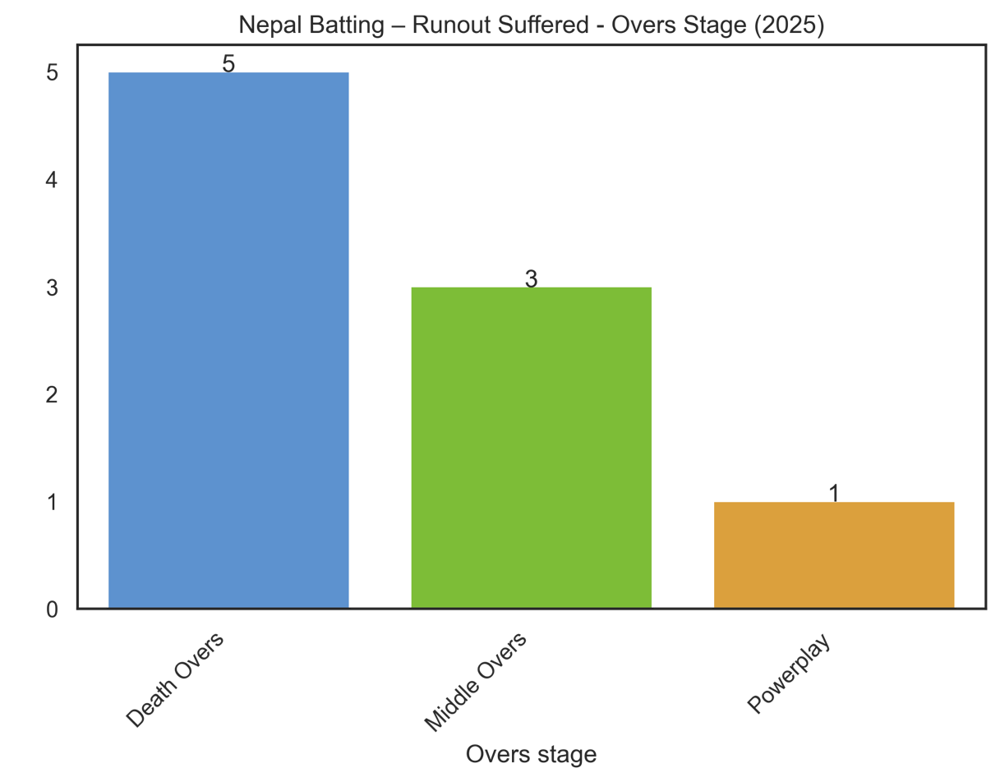 Nepal Batting – Runout Suffered - Overs Stage (2025)
5
4
3
2
1
0
5
3
1
Death Overs
Middle Overs
Powerplay
Overs stage